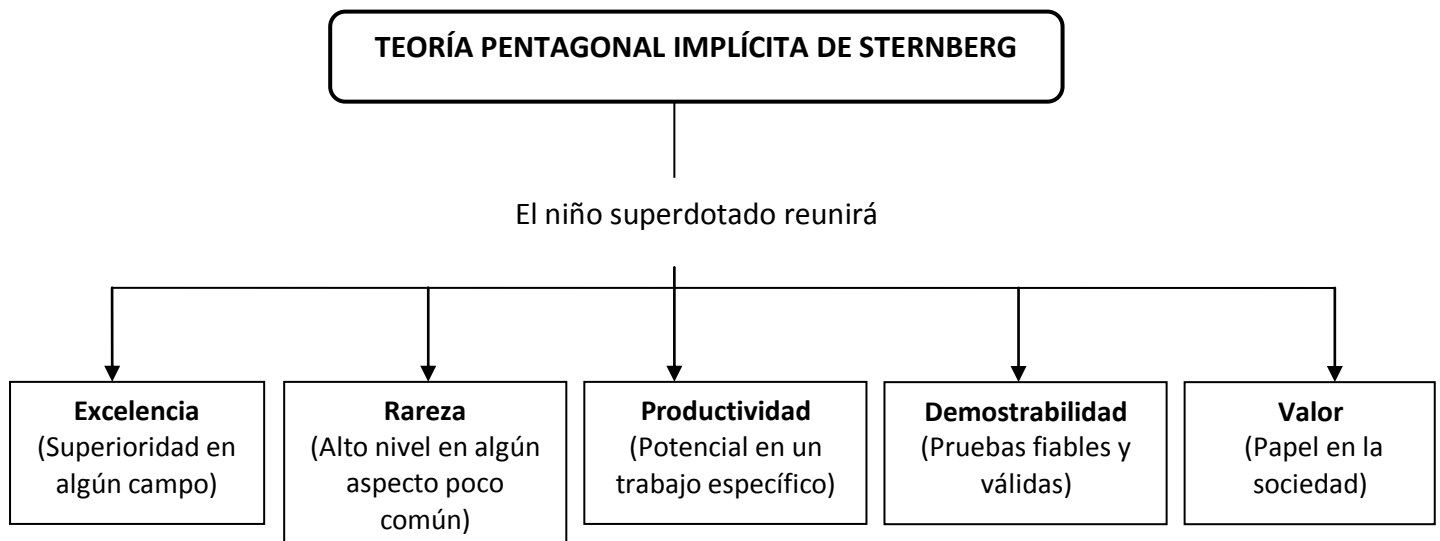 TEORÍA PENTAGONAL IMPLÍCITA DE STERNBERG
El niño superdotado reunirá
Excelencia
(Superioridad en
algún campo)
Rareza
(Alto nivel en algún
aspecto poco
común)
Productividad
(Potencial en un
trabajo específico)
Demostrabilidad
(Pruebas fiables y
válidas)
Valor
(Papel en la
sociedad)